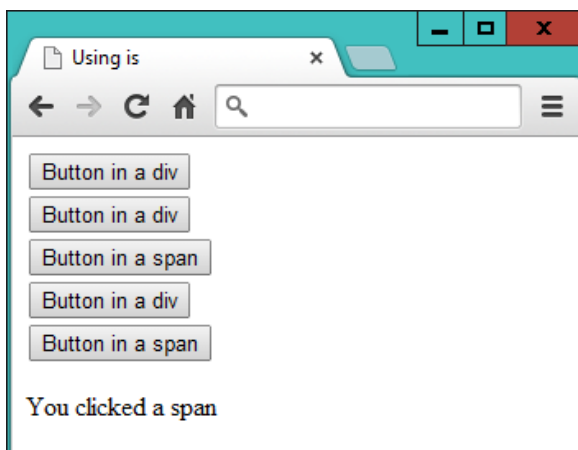 Using is
Button in a div
Button in a div
Button in a span
Button in a div
Button in a span
You clicked a span